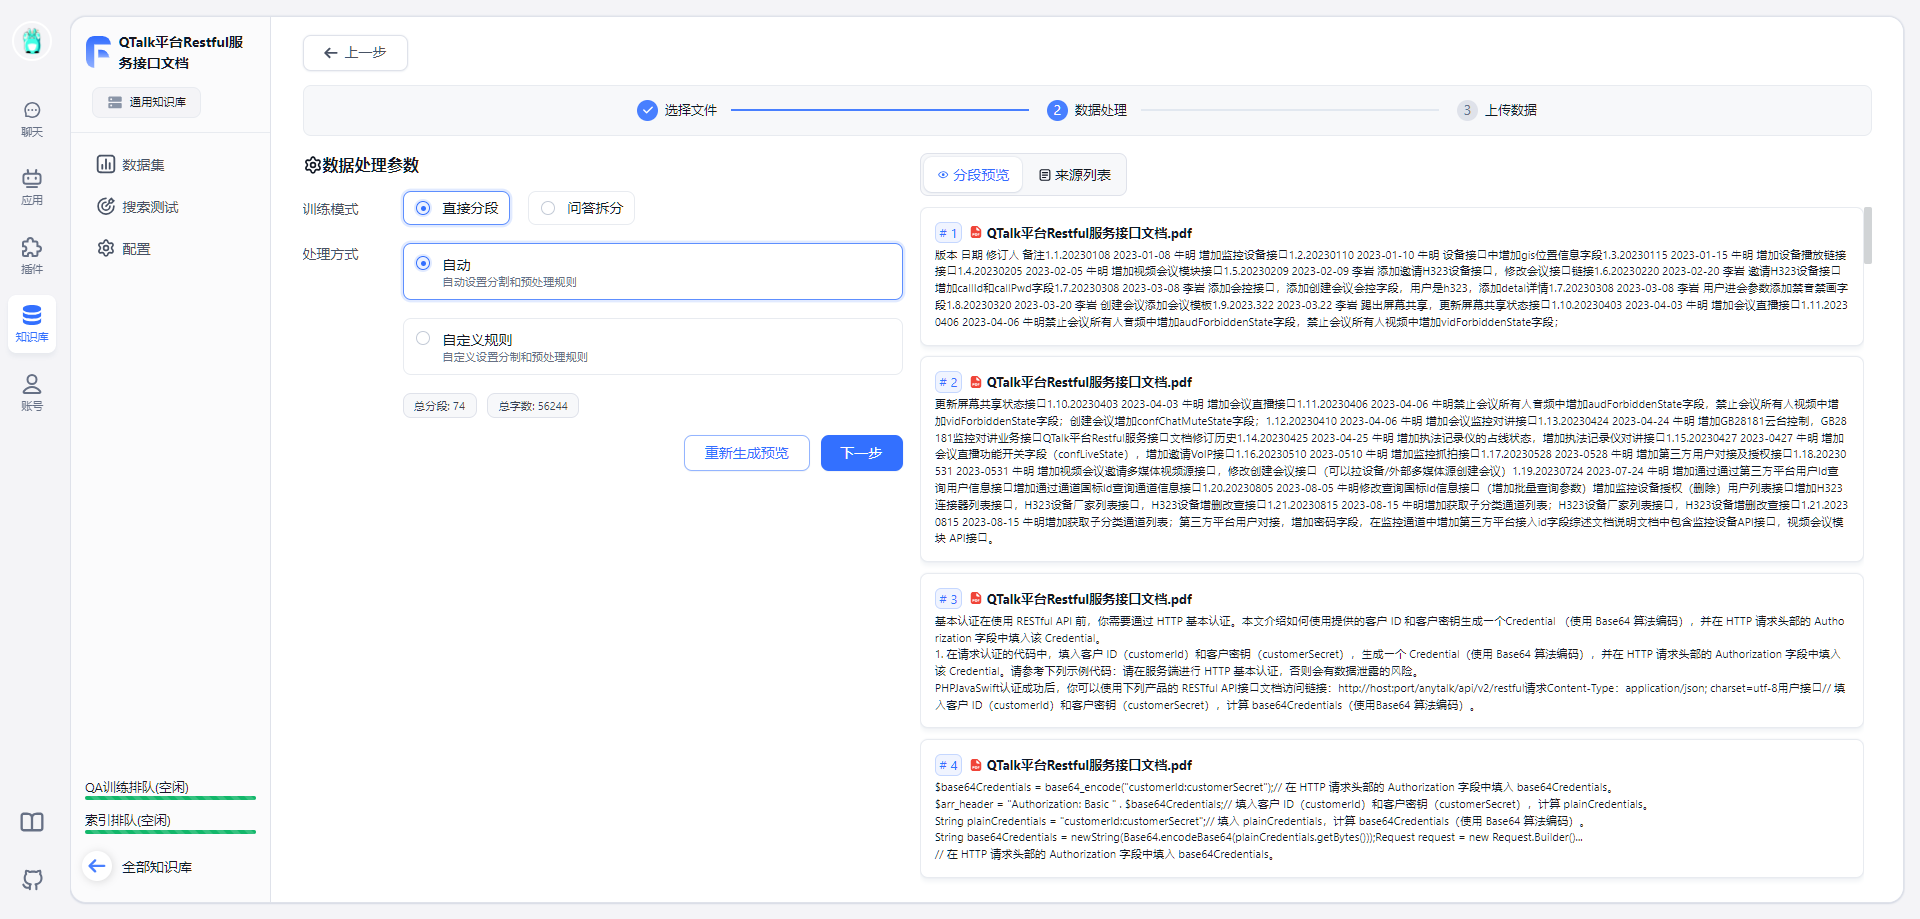 聊天
应用
插件
知识库
账号
QTalk平台Restful服
务接口文档
通用知识库
数据集
搜索测试
配置
QA训练排队(空闲)
索引排队(空闲)
全部知识库
上一步
选择文件
2 数据处理
3 上传数据
数据处理参数
训练模式
直接分段
问答拆分
处理方式
自动
自动设置分割和预处理规则
自定义规则
自定义设置分制和预处理规则
总分段: 74
总字数: 56244
重新生成预览
下一步
分段预览
来源列表
# 1 QTalk平台Restful服务接口文档.pdf
版本 日期 修订人 备注1.1.20230108 2023-01-08 牛明 增加监控设备接口1.2.20230110 2023-01-10 牛明 设备接口中增加gis位置信息字段1.3.20230115 2023-01-15 牛明 增加设备播放链接
接口1.4.20230205 2023-02-05 牛明 增加视频会议模块接口1.5.20230209 2023-02-09 李岩 添加邀请H323设备接口，修改会议接口链接1.6.20230220 2023-02-20 李岩 邀请H323设备接口
增加callId和callPwd字段1.7.20230308 2023-03-08 李岩 添加会控接口，添加创建会议会控字段，用户是h323，添加detal详情1.7.20230308 2023-03-08 李岩 用户进会参数添加禁音禁画字
段1.8.20230320 2023-03-20 李岩 创建会议添加会议模板1.9.2023.322 2023-03.22 李岩 踢出屏幕共享，更新屏幕共享状态接口1.10.20230403 2023-04-03 牛明 增加会议直播接口1.11.2023
0406 2023-04-06 牛明禁止会议所有人音频中增加audForbiddenState字段，禁止会议所有人视频中增加vidForbiddenState字段；
# 2 QTalk平台Restful服务接口文档.pdf
更新屏幕共享状态接口1.10.20230403 2023-04-03 牛明 增加会议直播接口1.11.20230406 2023-04-06 牛明禁止会议所有人音频中增加audForbiddenState字段，禁止会议所有人视频中增
加vidForbiddenState字段；创建会议增加confChatMuteState字段；1.12.20230410 2023-04-06 牛明 增加会议监控对讲接口1.13.20230424 2023-04-24 牛明 增加GB28181云台控制，GB28
181监控对讲业务接口QTalk平台Restful服务接口文档修订历史1.14.20230425 2023-04-25 牛明 增加执法记录仪的占线状态，增加执法记录仪对讲接口1.15.20230427 2023-0427 牛明 增加
会议直播功能开关字段（confLiveState），增加邀请VoIP接口1.16.20230510 2023-0510 牛明 增加监控抓拍接口1.17.20230528 2023-0528 牛明 增加第三方用户对接及授权接口1.18.20230
531 2023-0531 牛明 增加视频会议邀请多媒体视频源接口，修改创建会议接口（可以拉设备/外部多媒体源创建会议）1.19.20230724 2023-07-24 牛明 增加通过通过第三方平台用户Id查
询用户信息接口增加通过通道国标Id查询通道信息接口1.20.20230805 2023-08-05 牛明修改查询国标Id信息接口（增加批量查询参数）增加监控设备授权（删除）用户列表接口增加H323
连接器列表接口，H323设备厂家列表接口，H323设备增删改查接口1.21.20230815 2023-08-15 牛明增加获取子分类通道列表；H323设备厂家列表接口，H323设备增删改查接口1.21.2023
0815 2023-08-15 牛明增加获取子分类通道列表；第三方平台用户对接，增加密码字段，在监控通道中增加第三方平台接入id字段综述文档说明文档中包含监控设备API接口，视频会议模
块 API接口。
# 3 QTalk平台Restful服务接口文档.pdf
基本认证在使用 RESTful API 前，你需要通过 HTTP 基本认证。本文介绍如何使用提供的客户 ID 和客户密钥生成一个Credential （使用 Base64 算法编码），并在 HTTP 请求头部的 Autho
rization 字段中填入该 Credential。
1. 在请求认证的代码中，填入客户 ID（customerId）和客户密钥（customerSecret），生成一个 Credential（使用 Base64 算法编码），并在 HTTP 请求头部的 Authorization 字段中填入
该 Credential。请参考下列示例代码：请在服务端进行 HTTP 基本认证，否则会有数据泄露的风险。
PHPJavaSwift认证成功后，你可以使用下列产品的 RESTful API接口文档访问链接：http://host:port/anytalk/api/v2/restful请求Content-Type：application/json; charset=utf-8用户接口// 填
入客户 ID（customerId）和客户密钥（customerSecret），计算 base64Credentials（使用Base64 算法编码）。
# 4 QTalk平台Restful服务接口文档.pdf
$base64Credentials = base64_encode("customerId:customerSecret");// 在 HTTP 请求头部的 Authorization 字段中填入 base64Credentials。
$arr_header = "Authorization: Basic " . $base64Credentials;// 填入客户 ID（customerId）和客户密钥（customerSecret），计算 plainCredentials。
String plainCredentials = "customerId:customerSecret";// 填入 plainCredentials，计算 base64Credentials（使用 Base64 算法编码）。
String base64Credentials = newString(Base64.encodeBase64(plainCredentials.getBytes()));Request request = new Request.Builder()...
// 在 HTTP 请求头部的 Authorization 字段中填入 base64Credentials。